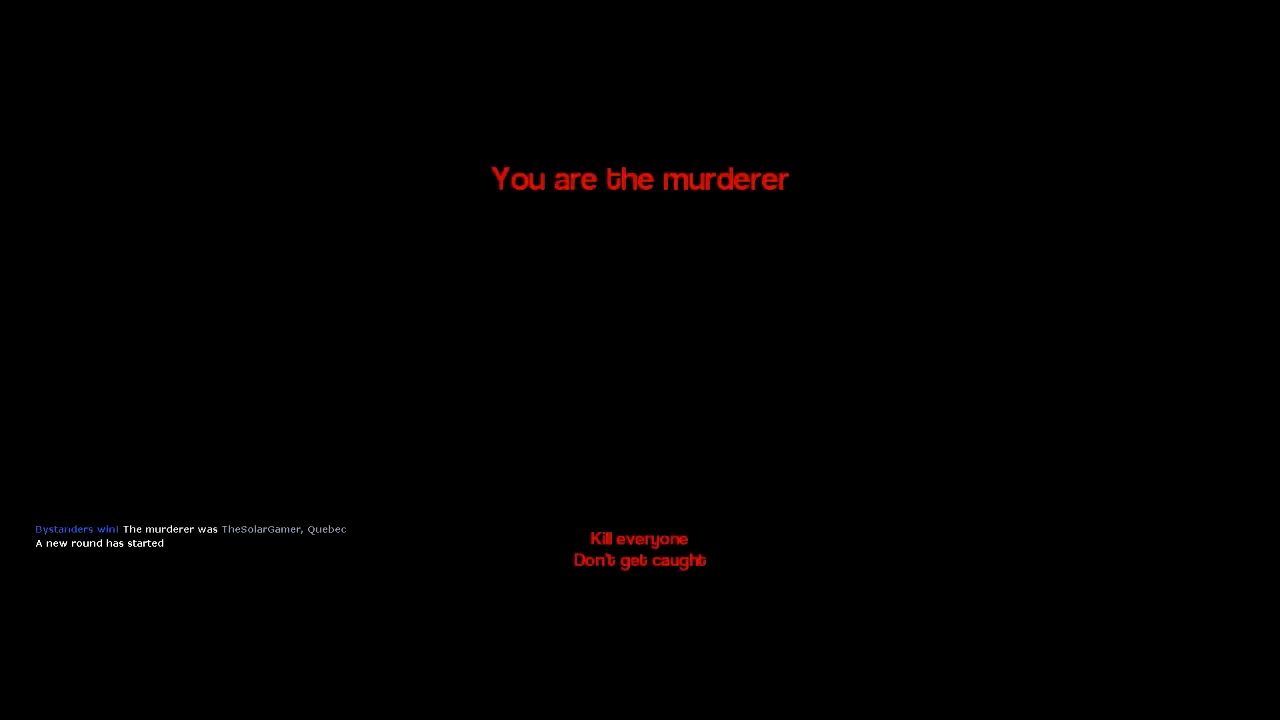 You are the murderer
Bystanders win! The murderer was TheSolarGamer, Quebec
A new round has started
Kill everyone
Don't get caught